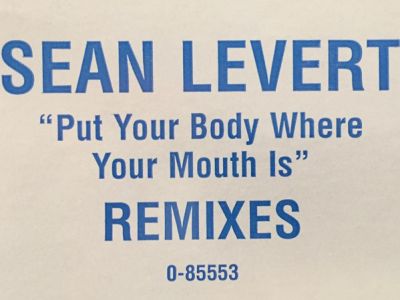 SEAN LEVERT
“Put Your Body Where
Your Mouth Is”
REMIXES
0-85553